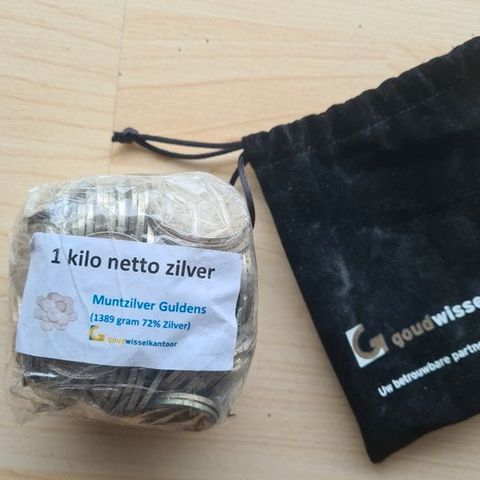 1 kilo netto zilver
Muntzilver Guldens
(1389 gram 72% Zilver)
G goudwisselkantoor
G goudwisse
Uw betrouwbare partne